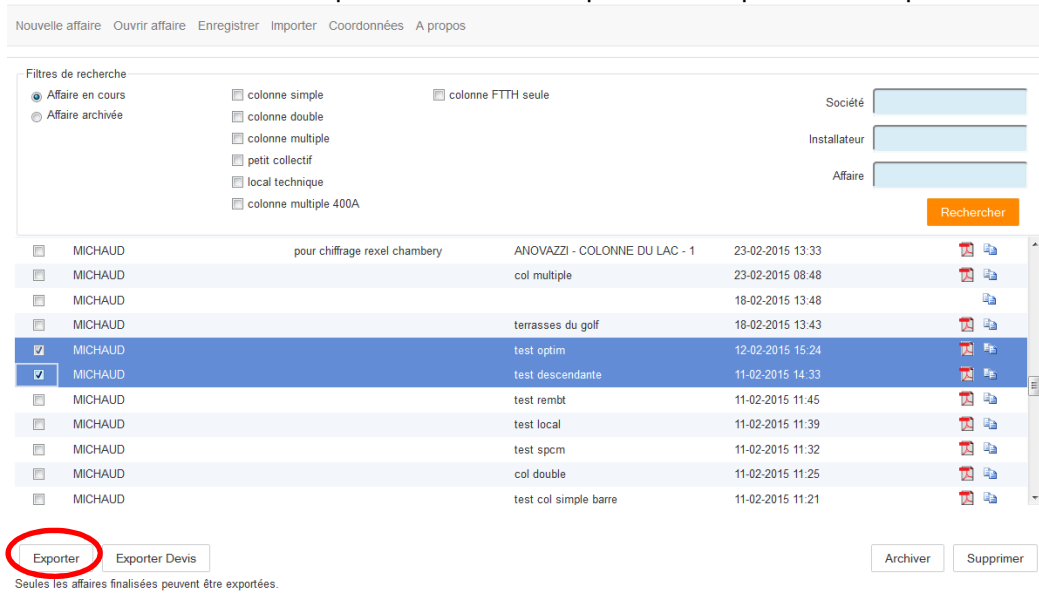 Nouvelle affaire Ouvrir affaire Enregistrer Importer Coordonnées A propos
Filtres de recherche
Affaire en cours colonne simple colonne FTTH seule Société
Affaire archivée colonne double
colonne multiple Installateur
petit collectif
local technique Affaire
colonne multiple 400A
Rechercher
MICHAUD pour chiffrage rexel chambery ANOVAZZI - COLONNE DU LAC - 1 23-02-2015 13:33
MICHAUD col multiple 23-02-2015 08:48
MICHAUD 18-02-2015 13:48
MICHAUD terrasses du golf 18-02-2015 13:43
MICHAUD test optim 12-02-2015 15:24
MICHAUD test descendante 11-02-2015 14:33
MICHAUD test rembt 11-02-2015 11:45
MICHAUD test local 11-02-2015 11:39
MICHAUD test spcm 11-02-2015 11:32
MICHAUD col double 11-02-2015 11:25
MICHAUD test col simple barre 11-02-2015 11:21
Exporter Exporter Devis Archiver Supprimer
Seules les affaires finalisées peuvent être exportées.